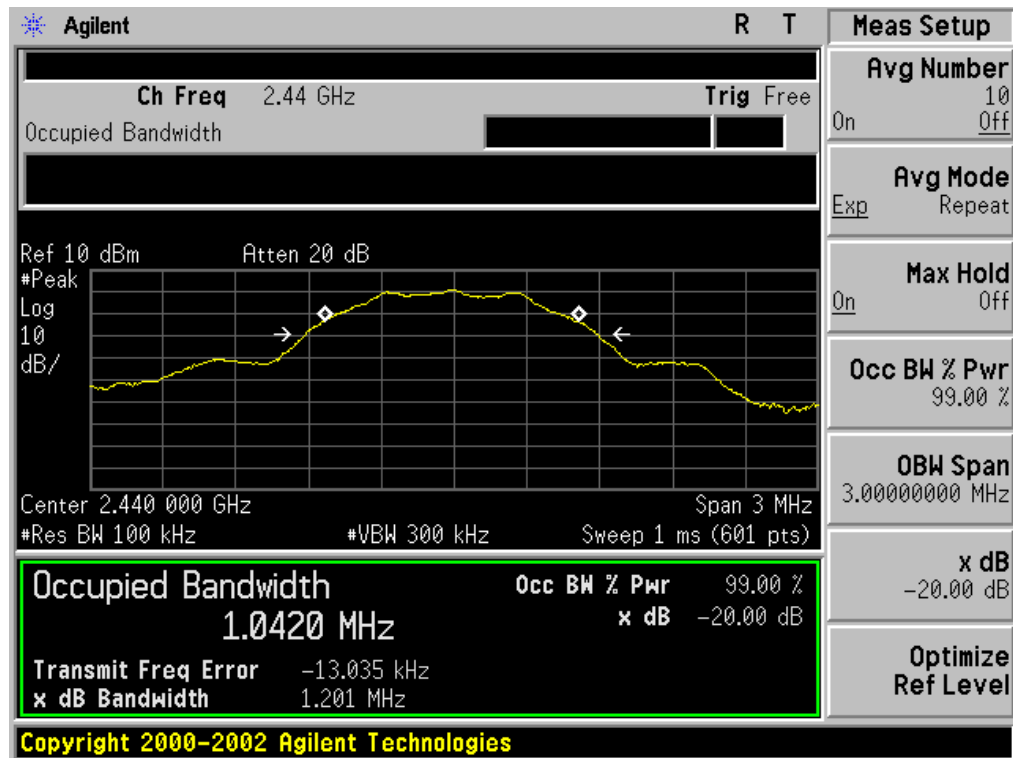 Agilent R T Meas Setup
Ch Freq 2.44 GHz Trig Free
Occupied Bandwidth
Avg Number
10
On Off
Avg Mode
Exp Repeat
Max Hold
On Off
Occ BW % Pwr
99.00 %
OBW Span
3.00000000 MHz
x dB
-20.00 dB
Optimize
Ref Level
Ref 10 dBm Atten 20 dB
#Peak
Log
10
dB/
Center 2.440 000 GHz Span 3 MHz
#Res BW 100 kHz #VBW 300 kHz Sweep 1 ms (601 pts)
Occupied Bandwidth Occ BW % Pwr 99.00 %
1.0420 MHz x dB -20.00 dB
Transmit Freq Error -13.035 kHz
x dB Bandwidth 1.201 MHz
Copyright 2000-2002 Agilent Technologies